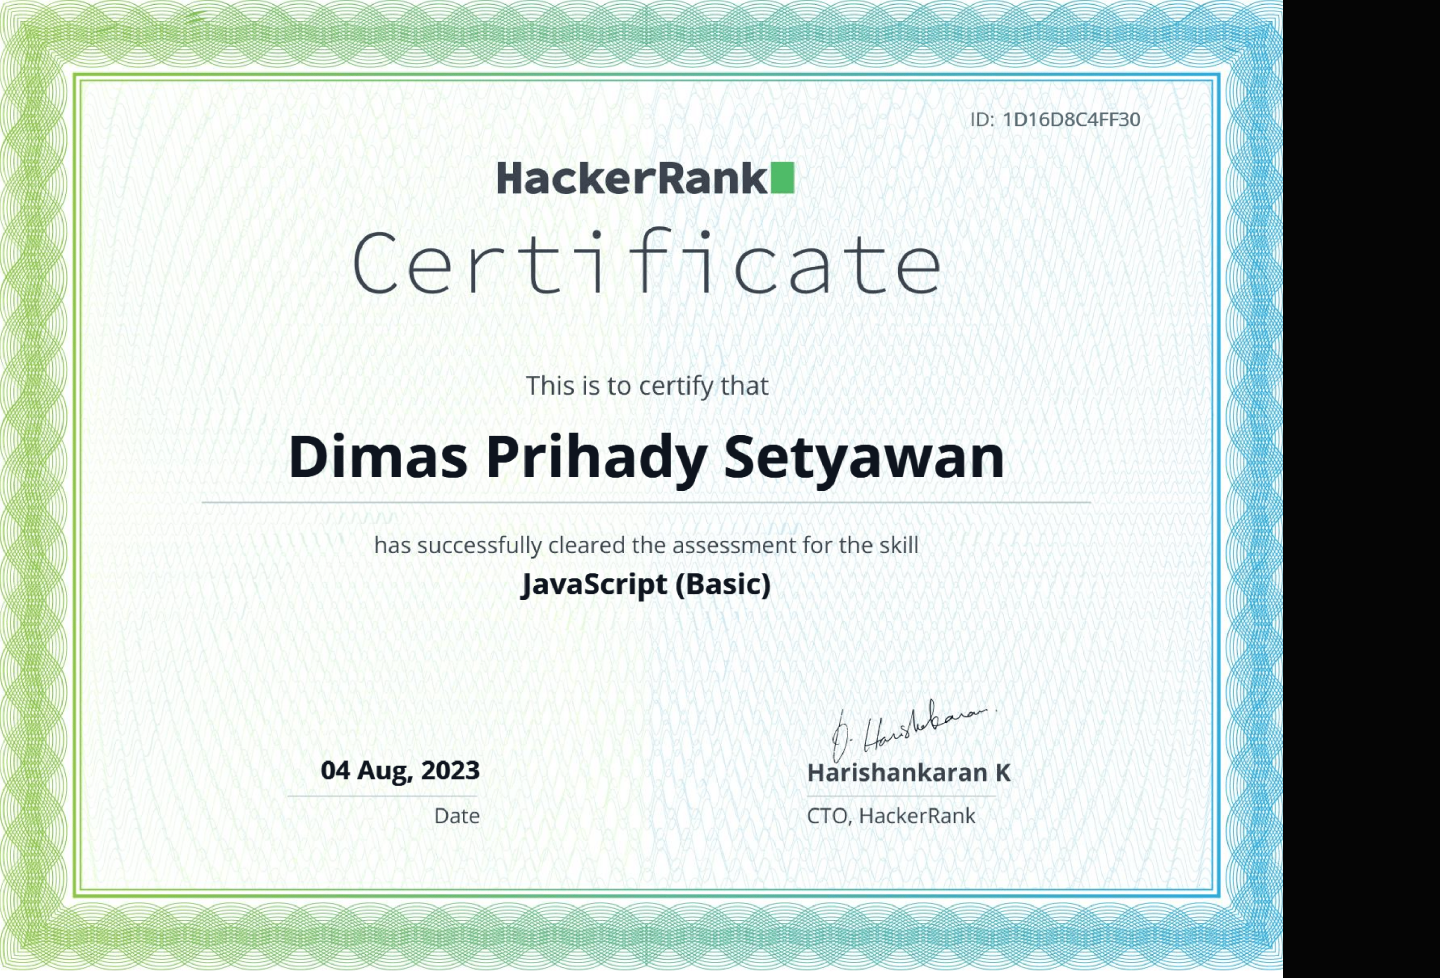 ID: 1D16D8C4FF30
HackerRank
Certificate
This is to certify that
Dimas Prihady Setyawan
has successfully cleared the assessment for the skill
JavaScript (Basic)
04 Aug, 2023
Date
D. Harishankaran
Harishankaran K
CTO, HackerRank